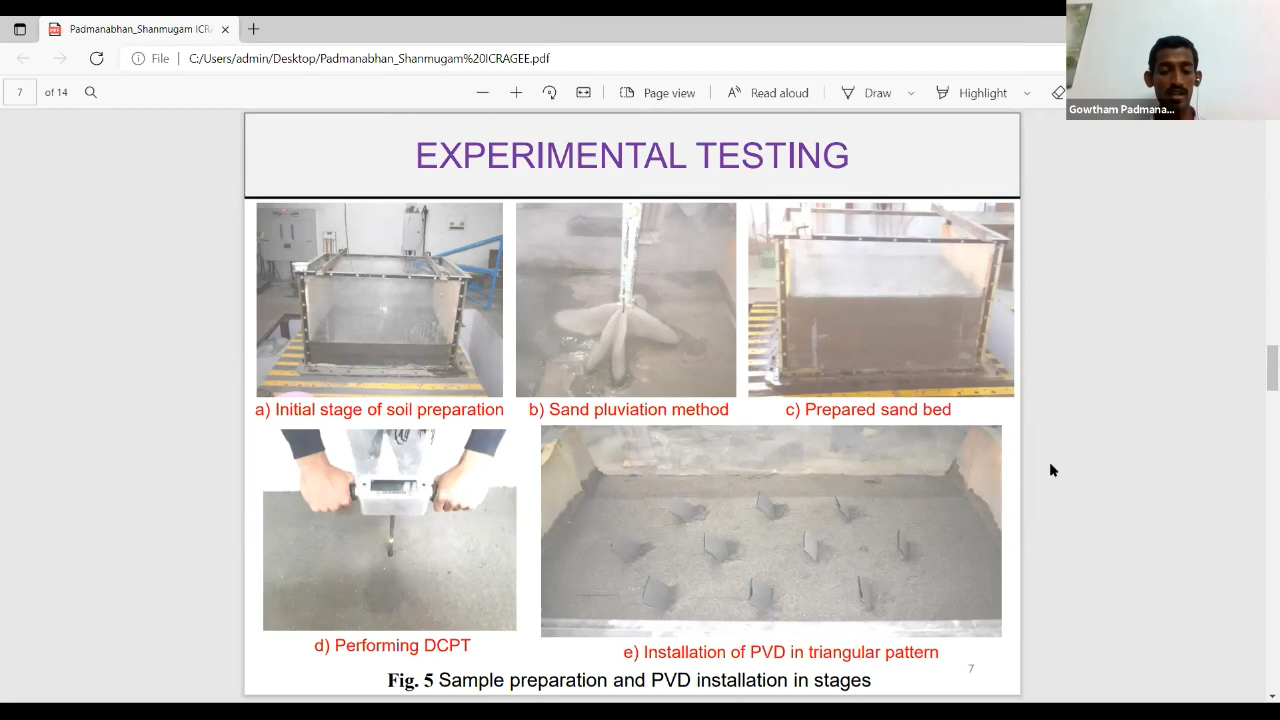 Padmanabhan_Shanmugam ICR
File
C:/Users/admin/Desktop/Padmanabhan_Shanmugam%20ICRAGEE.pdf
7 of 14
Page view
Read aloud
Draw
Highlight
Gowtham Padmana...
EXPERIMENTAL TESTING
a) Initial stage of soil preparation
b) Sand pluviation method
c) Prepared sand bed
d) Performing DCPT
e) Installation of PVD in triangular pattern
7
Fig. 5 Sample preparation and PVD installation in stages